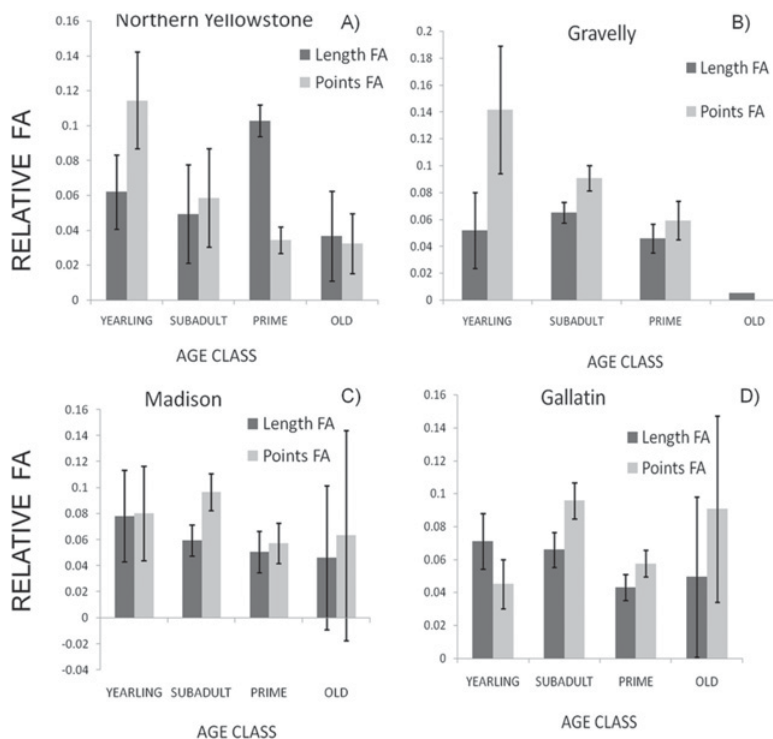 Northern Yellowstone
A)
0.16
0.14
0.12
0.1
0.08
0.06
0.04
0.02
0
RELATIVE FA
Length FA
Points FA
YEARLING SUBADULT PRIME OLD
AGE CLASS
Gravelly
B)
0.2
0.18
0.16
0.14
0.12
0.1
0.08
0.06
0.04
0.02
0
Length FA
Points FA
YEARLING SUBADULT PRIME OLD
AGE CLASS
Madison
C)
0.16
0.14
0.12
0.1
0.08
0.06
0.04
0.02
0
-0.02
-0.04
RELATIVE FA
Length FA
Points FA
YEARLING SUBADULT PRIME OLD
AGE CLASS
Gallatin
D)
0.16
0.14
0.12
0.1
0.08
0.06
0.04
0.02
0
Length FA
Points FA
YEARLING SUBADULT PRIME OLD
AGE CLASS